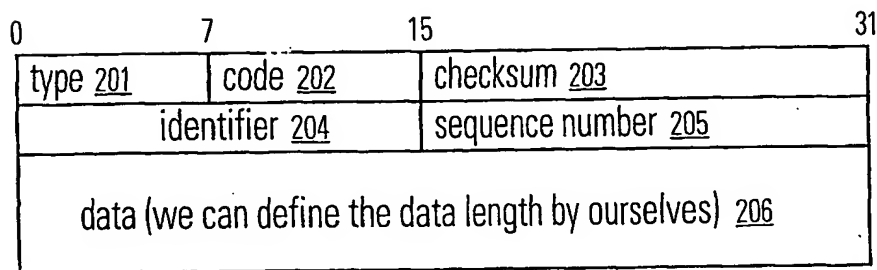 0 7 15 31
type 201 code 202 checksum 203
identifier 204 sequence number 205
data (we can define the data length by ourselves) 206